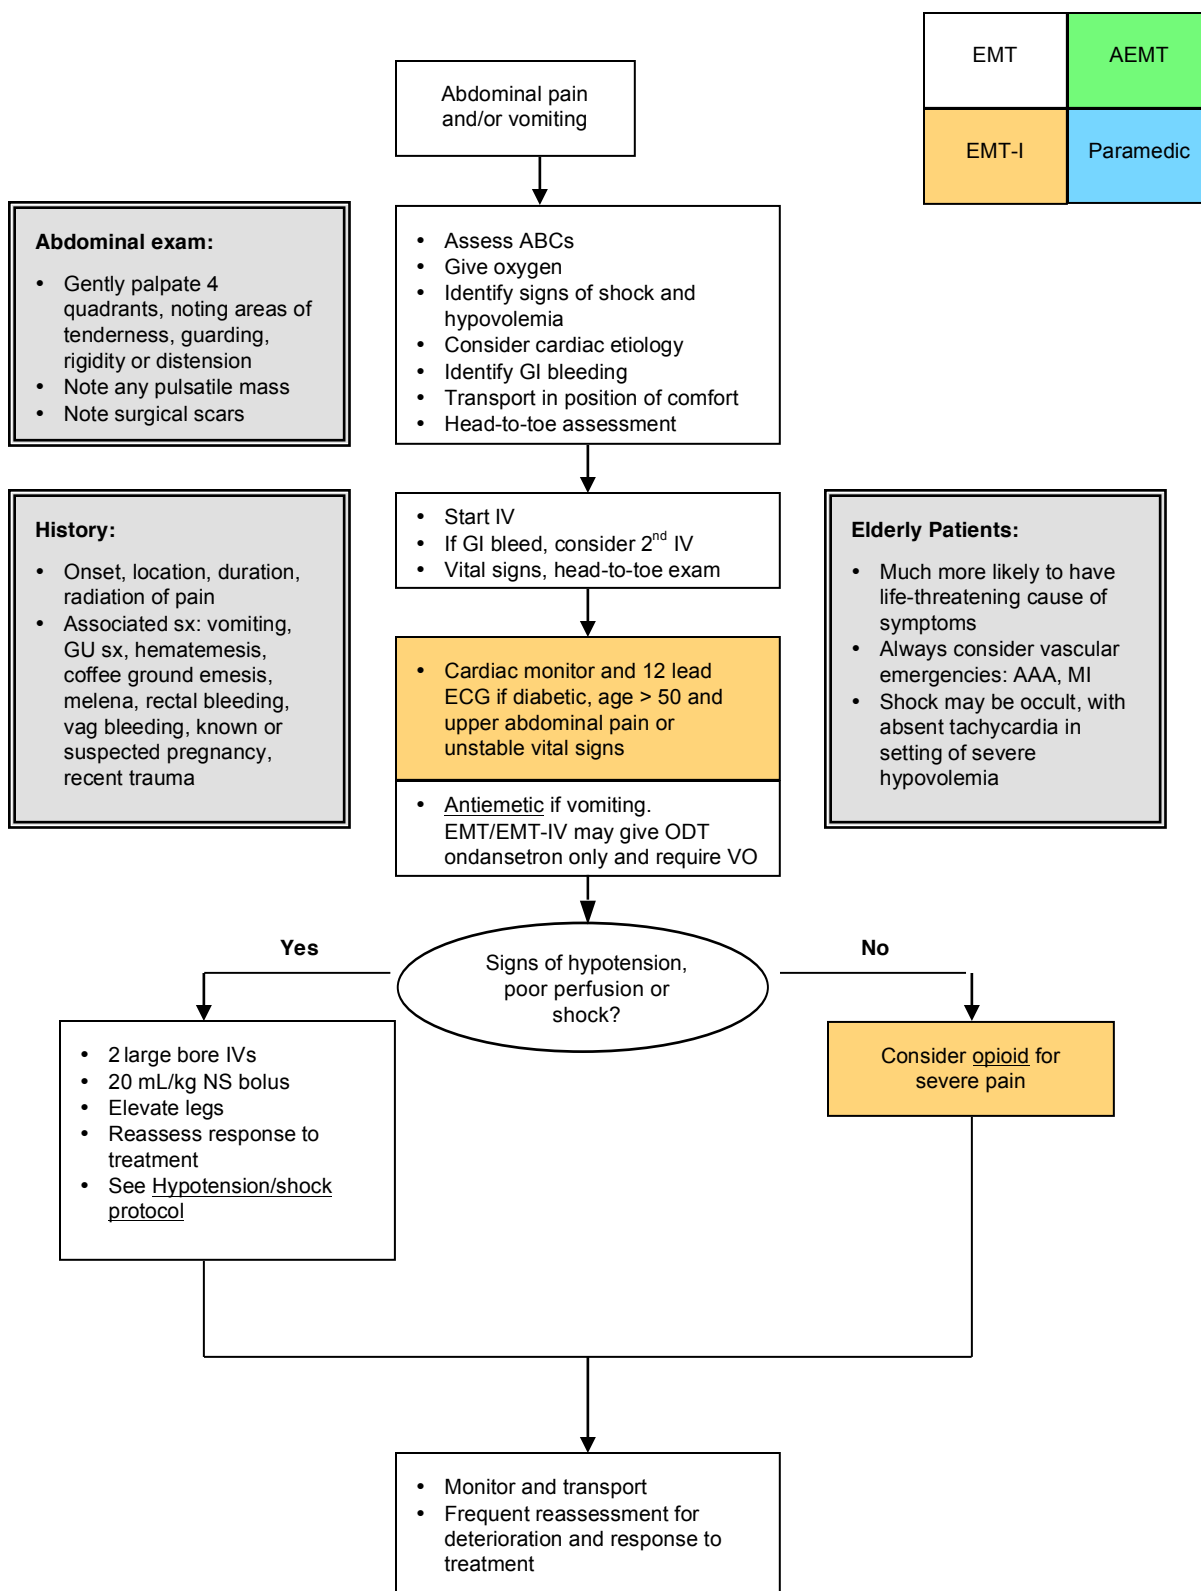 EMT
AEMT
EMT-I
Paramedic
Abdominal pain
and/or vomiting
Abdominal exam:
• Gently palpate 4
quadrants, noting areas of
tenderness, guarding,
rigidity or distension
• Note any pulsatile mass
• Note surgical scars
• Assess ABCs
• Give oxygen
• Identify signs of shock and
hypovolemia
• Consider cardiac etiology
• Identify GI bleeding
• Transport in position of comfort
• Head-to-toe assessment
History:
• Onset, location, duration,
radiation of pain
• Associated sx: vomiting,
GU sx, hematemesis,
coffee ground emesis,
melena, rectal bleeding,
vag bleeding, known or
suspected pregnancy,
recent trauma
• Start IV
• If GI bleed, consider 2nd IV
• Vital signs, head-to-toe exam
Elderly Patients:
• Much more likely to have
life-threatening cause of
symptoms
• Always consider vascular
emergencies: AAA, MI
• Shock may be occult, with
absent tachycardia in
setting of severe
hypovolemia
• Cardiac monitor and 12 lead
ECG if diabetic, age > 50 and
upper abdominal pain or
unstable vital signs
• Antiemetic if vomiting.
EMT/EMT-IV may give ODT
ondansetron only and require VO
Signs of hypotension,
poor perfusion or
shock?
Yes
No
• 2 large bore IVs
• 20 mL/kg NS bolus
• Elevate legs
• Reassess response to
treatment
• See Hypotension/shock
protocol
Consider opioid for
severe pain
• Monitor and transport
• Frequent reassessment for
deterioration and response to
treatment